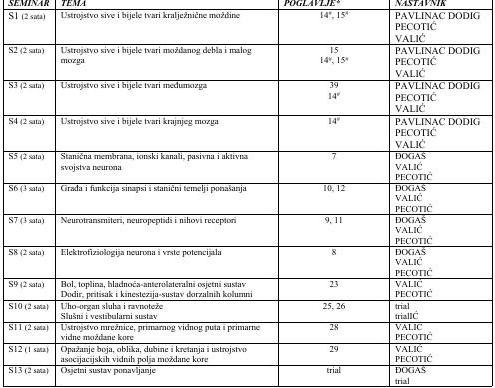 SEMINAR TEMA POGLAVLJE* NASTAVNIK
S1 (2 sata) Ustrojstvo sive i bijele tvari kralježnične moždine 14#, 15# PAVLINAC DODIG
PECOTIĆ
VALIĆ
S2 (2 sata) Ustrojstvo sive i bijele tvari moždanog debla i malog 15 PAVLINAC DODIG
mozga 14#, 15# PECOTIĆ
VALIĆ
S3 (2 sata) Ustrojstvo sive i bijele tvari međumozga 39 PAVLINAC DODIG
14# PECOTIĆ
VALIĆ
S4 (2 sata) Ustrojstvo sive i bijele tvari krajnjeg mozga 14# PAVLINAC DODIG
PECOTIĆ
VALIĆ
S5 (2 sata) Stanična membrana, ionski kanali, pasivna i aktivna 7 ĐOGAŠ
svojstva neurona VALIĆ
PECOTIĆ
S6 (3 sata) Građa i funkcija sinapsi i stanični temelji ponašanja 10, 12 ĐOGAŠ
VALIĆ
PECOTIĆ
S7 (3 sata) Neurotransmiteri, neuropeptidi i nihovi receptori 9, 11 ĐOGAŠ
VALIĆ
PECOTIĆ
S8 (2 sata) Elektrofiziologija neurona i vrste potencijala 8 ĐOGAŠ
VALIĆ
PECOTIĆ
S9 (2 sata) Bol, toplina, hladnoća-anterolateralni osjetni sustav 23 VALIĆ
Dodir, pritisak i kinestezija-sustav dorzalnih kolumni PECOTIĆ
S10 (2 sata) Uho-organ sluha i ravnoteže 25, 26 trial
Slušni i vestibularni sustav trialIĆ
S11 (2 sata) Ustrojstvo mrežnice, primarnog vidnog puta i primarne 28 VALIĆ
vidne moždane kore PECOTIĆ
S12 (1 sata) Opažanje boja, oblika, dubine i kretanja i ustrojstvo 29 VALIĆ
asocijacijskih vidnih polja moždane kore PECOTIĆ
S13 (2 sata) Osjetni sustav ponavljanje trial ĐOGAŠ
trial